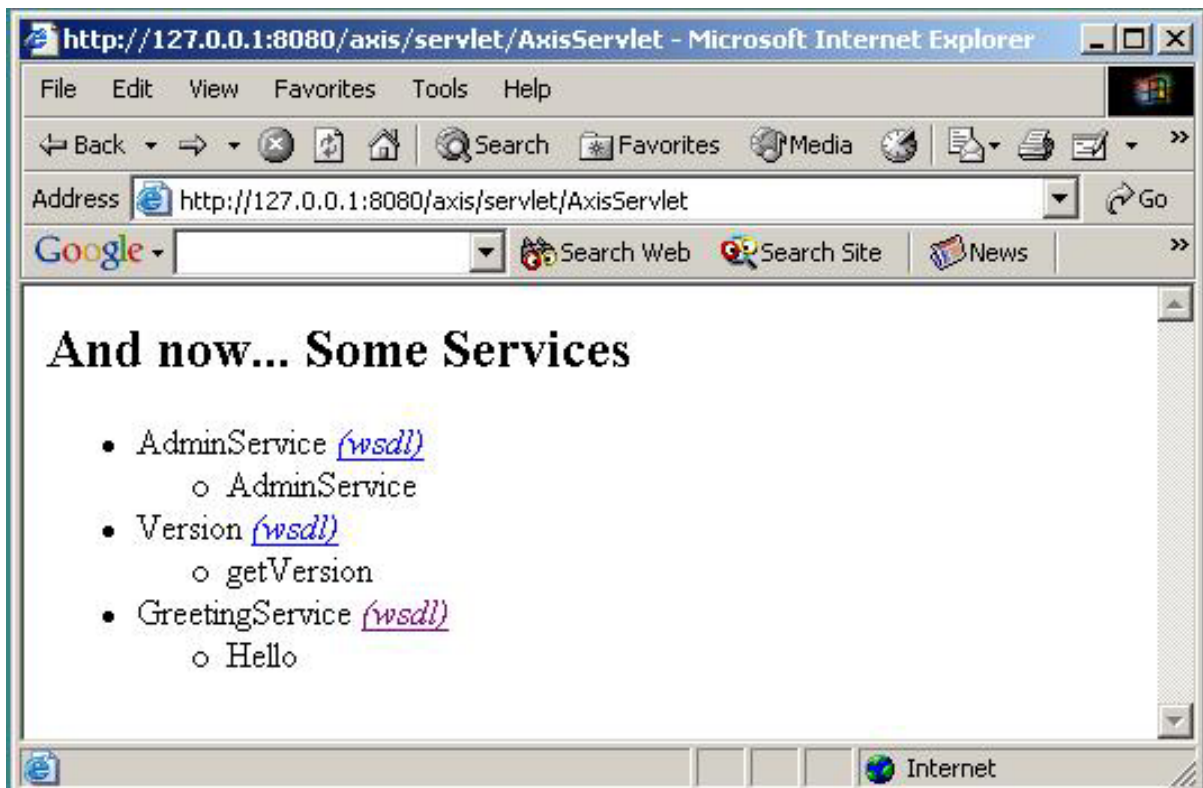 http://127.0.0.1:8080/axis/servlet/AxisServlet - Microsoft Internet Explorer
File Edit View Favorites Tools Help
Back Search Favorites Media »
Address http://127.0.0.1:8080/axis/servlet/AxisServlet Go
Google Search Web Search Site News »
And now... Some Services
• AdminService (wsdl)
o AdminService
• Version (wsdl)
o getVersion
• GreetingService (wsdl)
o Hello
Internet